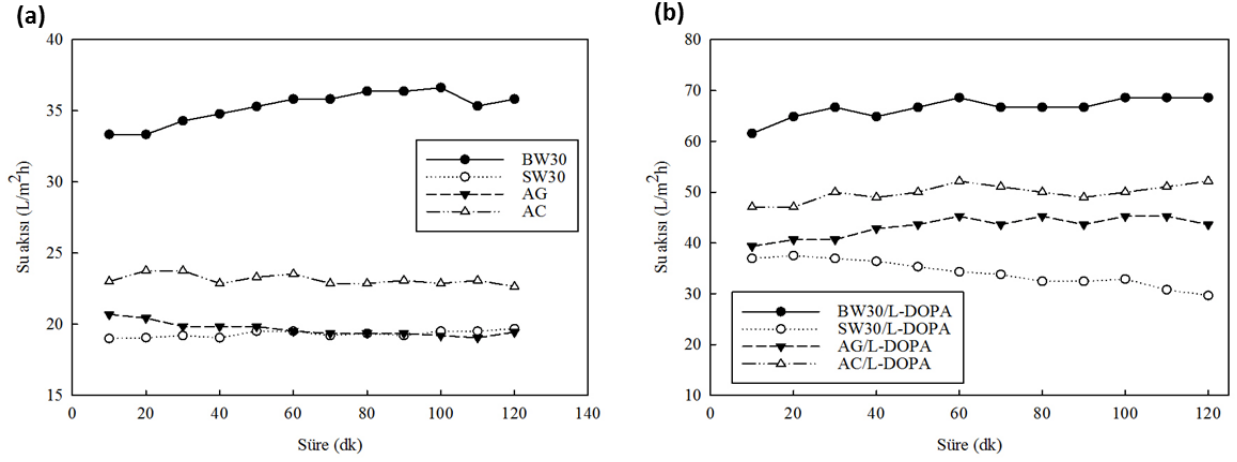 (a)
Su akısı (L/m²h)
40
35
30
25
20
15
BW30
SW30
AG
AC
0 20 40 60 80 100 120 140
Süre (dk)
(b)
Su akısı (L/m²h)
80
70
60
50
40
30
20
10
BW30/L-DOPA
SW30/L-DOPA
AG/L-DOPA
AC/L-DOPA
0 20 40 60 80 100 120
Süre (dk)